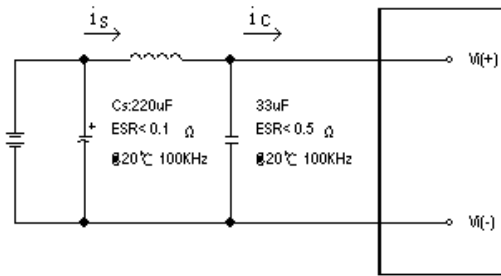 is
ic
Vi(+)
Cs:220uF
ESR<0.1 Ω
@20℃ 100KHz
33uF
ESR<0.5 Ω
@20℃ 100KHz
+
Vi(-)